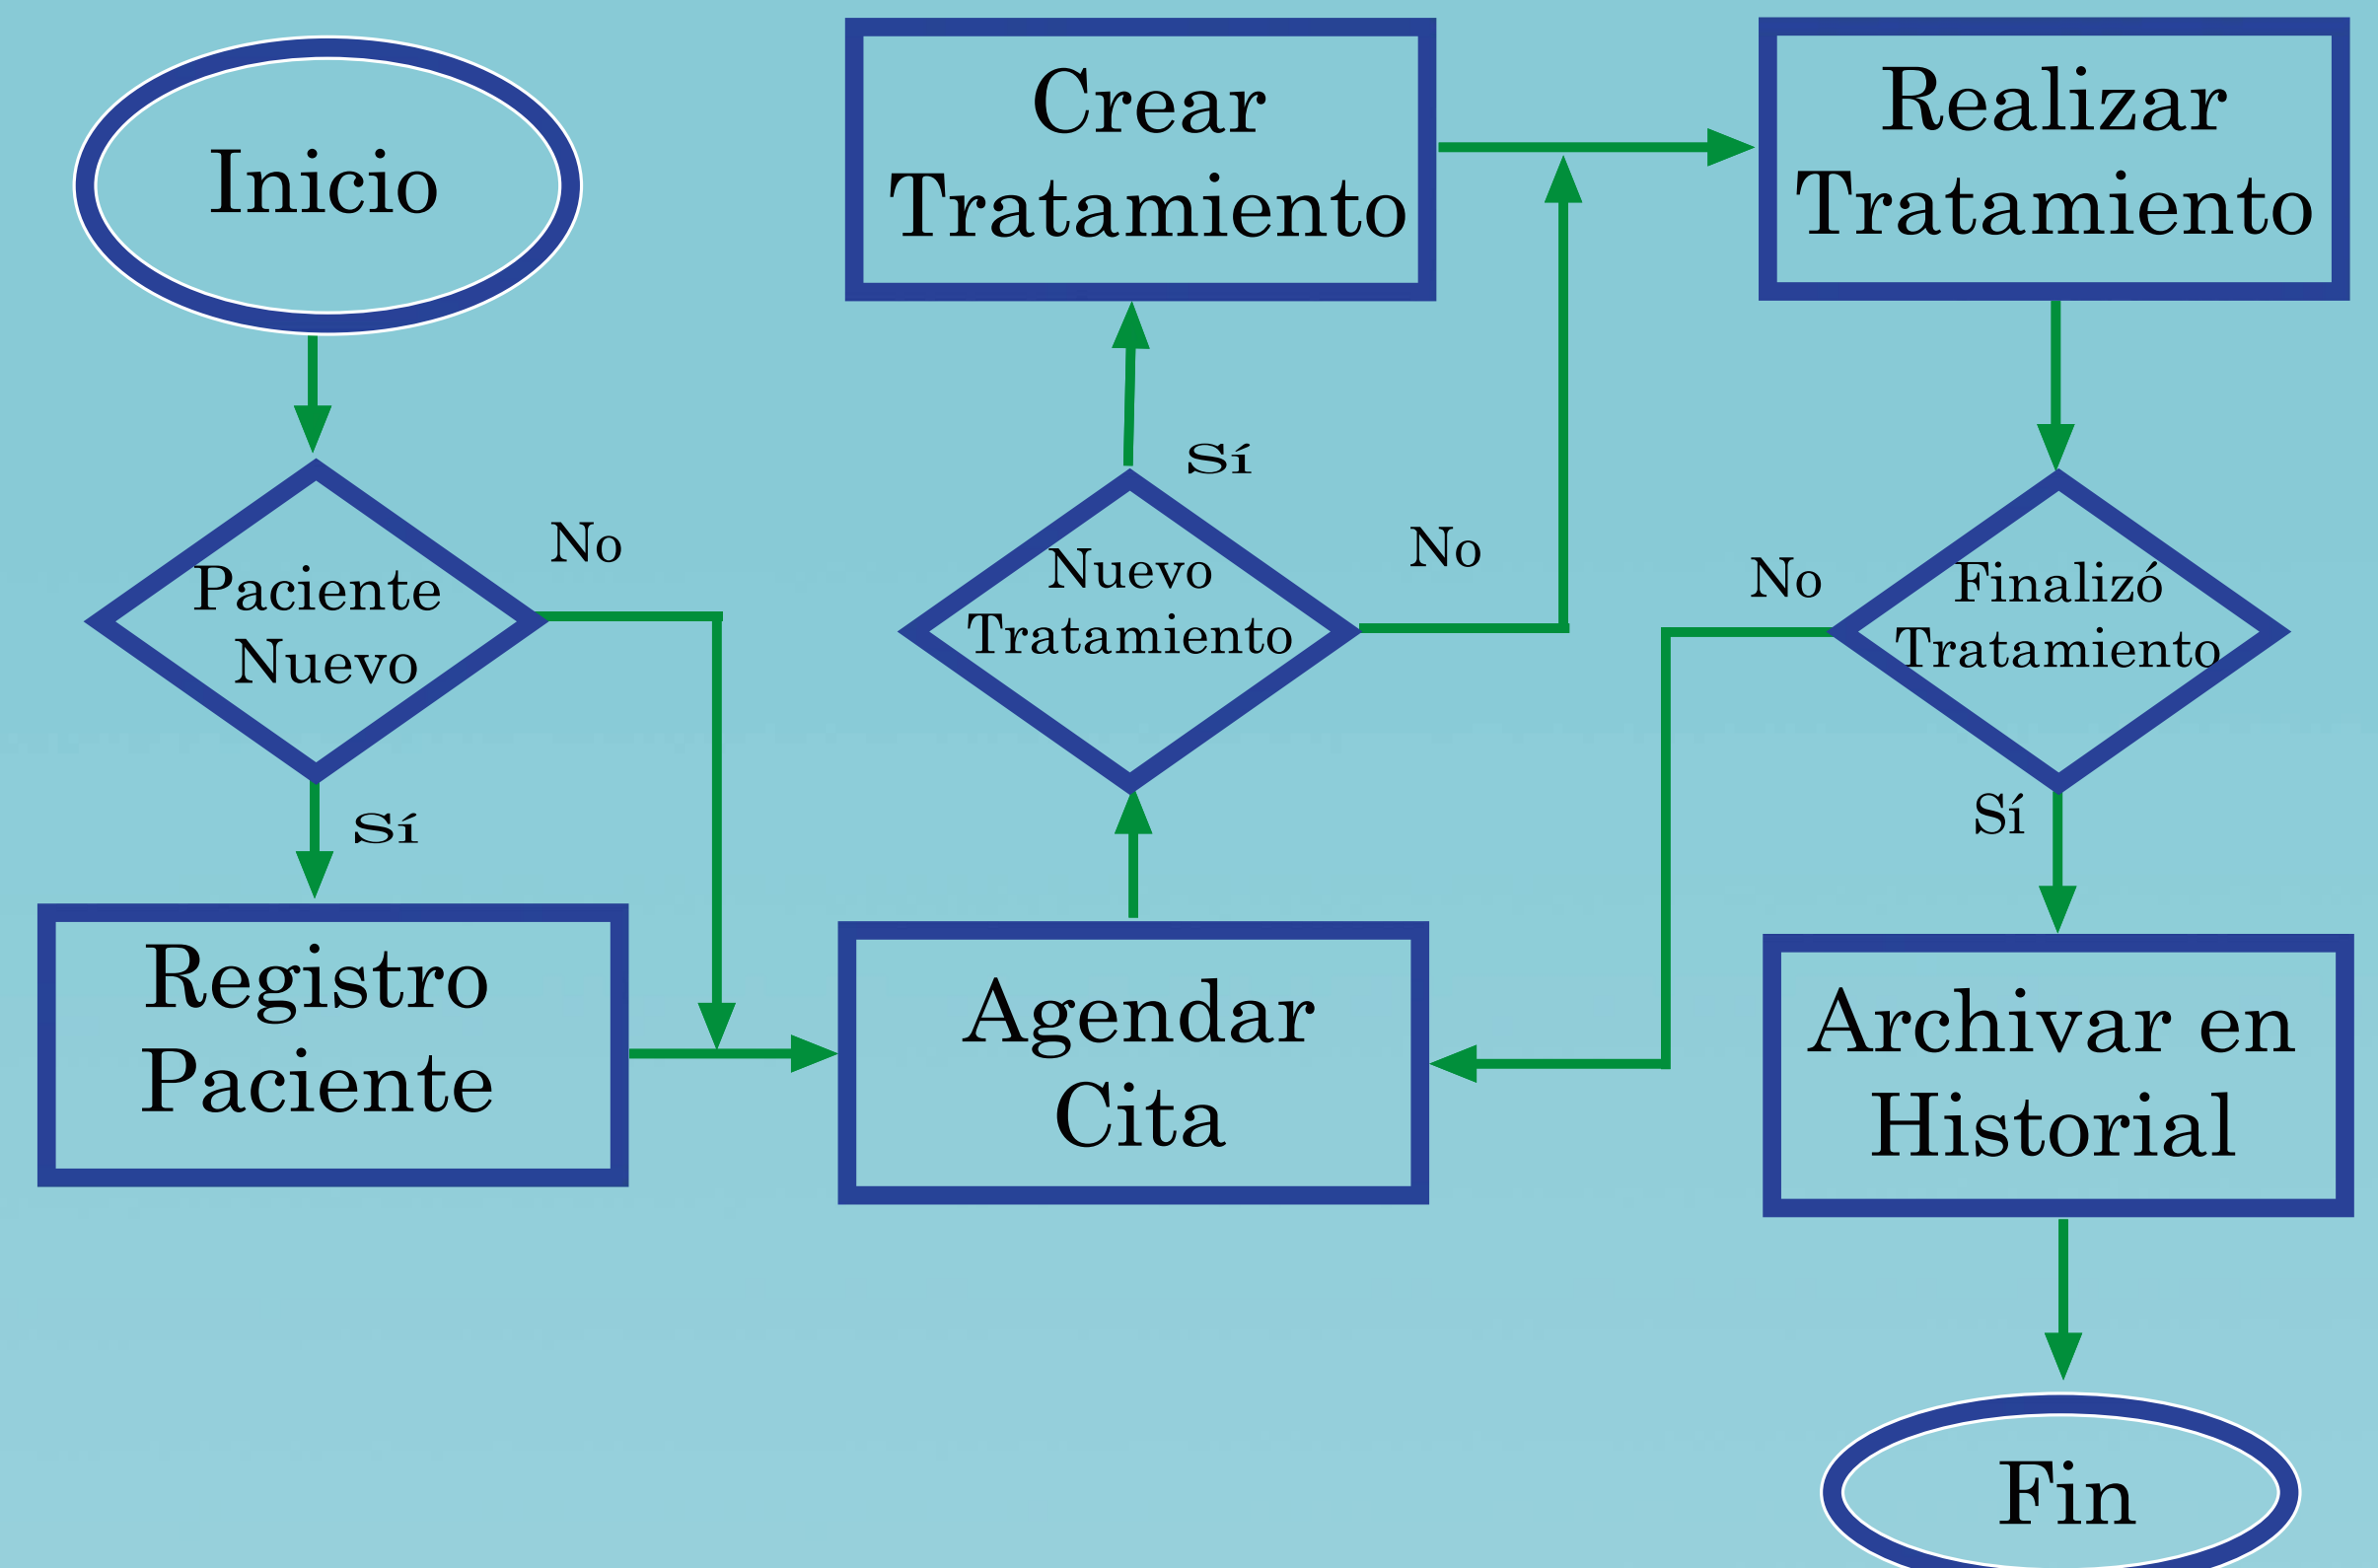 Inicio
Paciente
Nuevo
No
Sí
Registro
Paciente
Agendar
Cita
Nuevo
Tratamiento
Sí
No
Crear
Tratamiento
Realizar
Tratamiento
Finalizó
Tratamiento
No
Sí
Archivar en
Historial
Fin